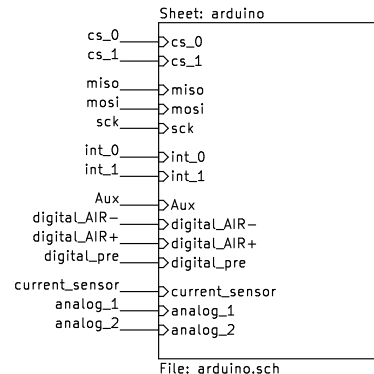 Sheet: arduino
cs_0 cs_0
cs_1 cs_1
miso miso
mosi mosi
sck sck
int_0 int_0
int_1 int_1
Aux Aux
digital_AIR- digital_AIR-
digital_AIR+ digital_AIR+
digital_pre digital_pre
current_sensor current_sensor
analog_1 analog_1
analog_2 analog_2
File: arduino.sch